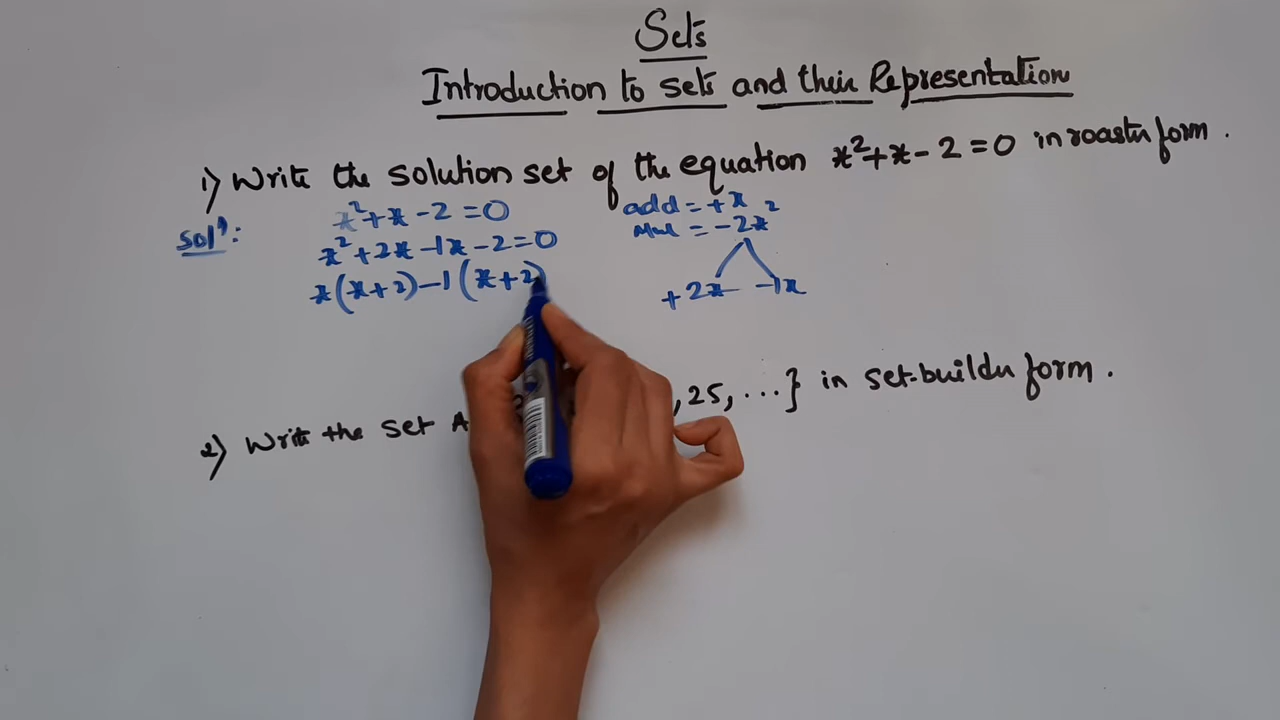 Sets
Introduction to sets and their Representation
1) Write the solution set of the equation x²+x-2=0 in roaster form.
Solⁿ: x²+x-2=0
add=+x
x²+2x-1x-2=0
Mul=-2x²
x(x+2)-1(x+2)
+2x -1x
2) Write the set A ,25,...} in set-builder form.